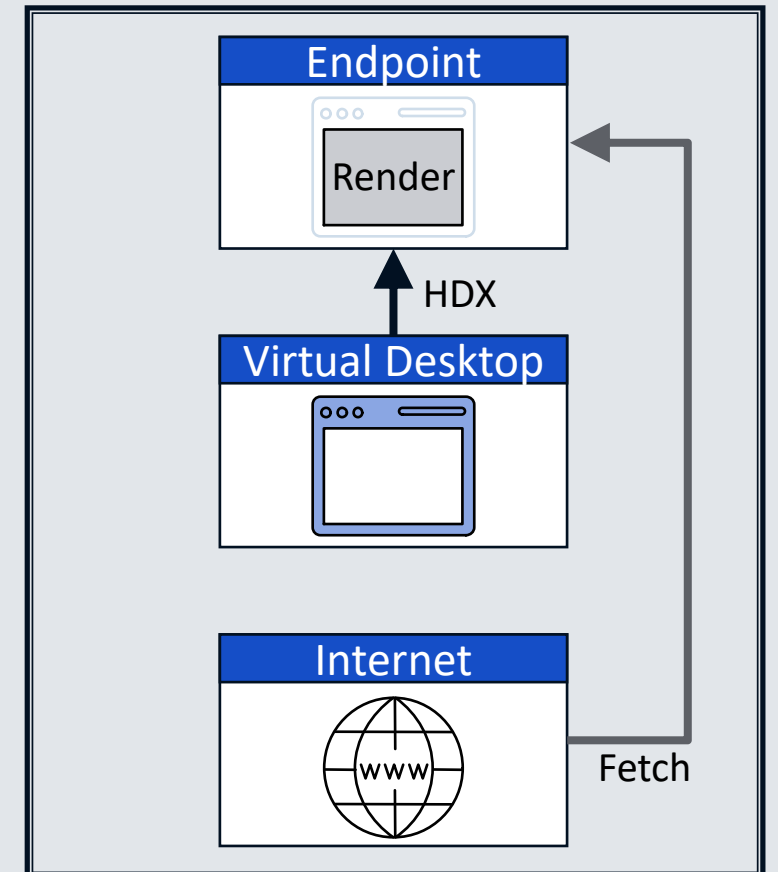 Endpoint
Render
HDX
Virtual Desktop
Internet
WWW
Fetch